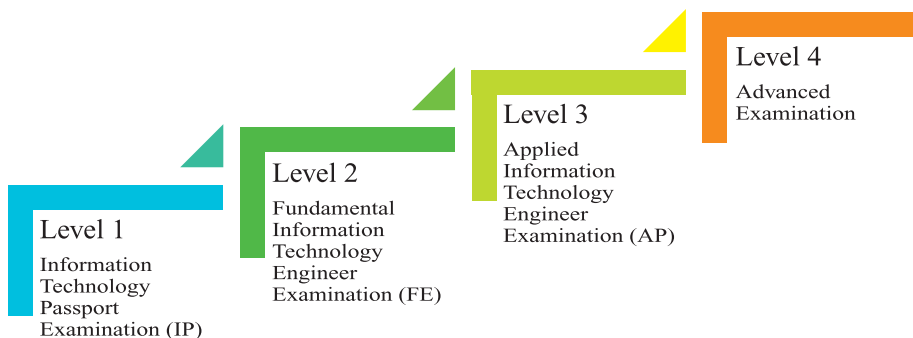 Level 1
Information
Technology
Passport
Examination (IP)
Level 2
Fundamental
Information
Technology
Engineer
Examination (FE)
Level 3
Applied
Information
Technology
Engineer
Examination (AP)
Level 4
Advanced
Examination